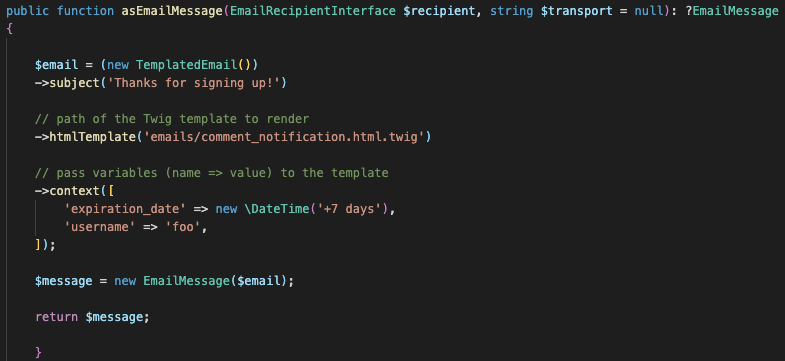 public function asEmailMessage(EmailRecipientInterface $recipient, string $transport = null): ?EmailMessage
{
$email = (new TemplatedEmail())
->subject('Thanks for signing up!')
// path of the Twig template to render
->htmlTemplate('emails/comment_notification.html.twig')
// pass variables (name => value) to the template
->context([
'expiration_date' => new \DateTime('+7 days'),
'username' => 'foo',
]);
$message = new EmailMessage($email);
return $message;
}